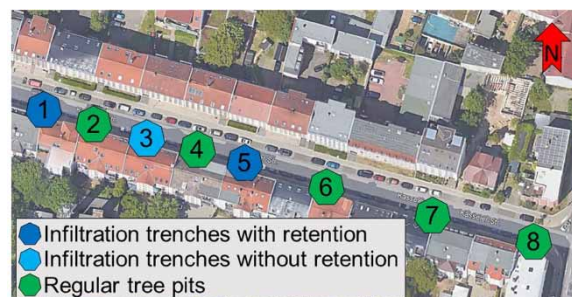 N
1
2
3
4
5
6
7
8
Infiltration trenches with retention
Infiltration trenches without retention
Regular tree pits